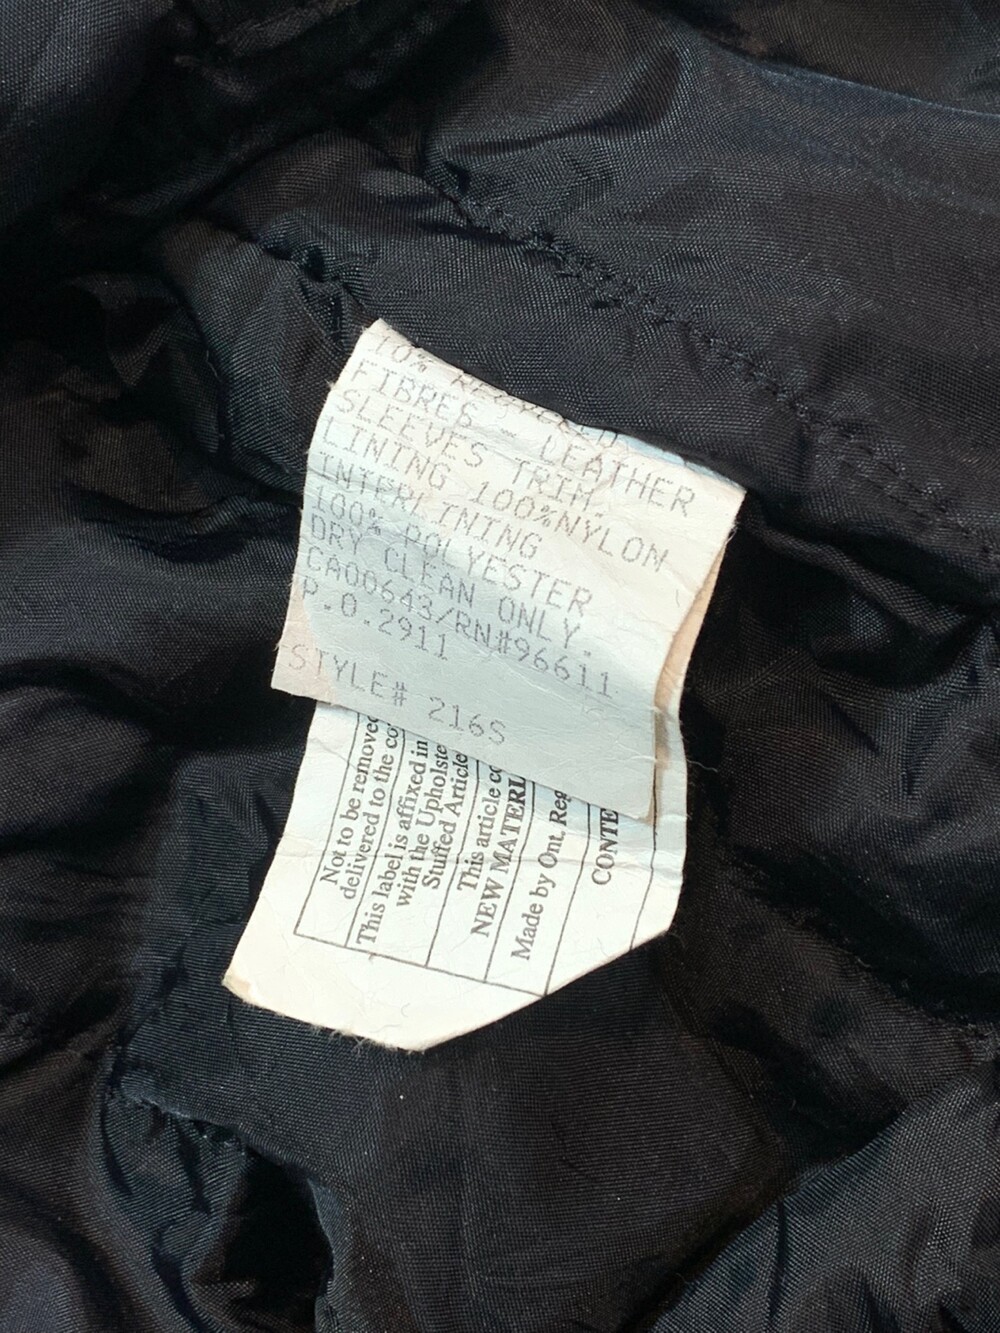 10% RECOVERED
FIBRES - LEATHER
SLEEVES TRIM.
LINING 100%NYLON
INTERLINING
100% POLYESTER
DRY CLEAN ONLY.
CA00643/RN#96611
P.O.2911
STYLE# 216S
Not to be removed
delivered to the co
This label is affixed in
with the Upholste
Stuffed Article
This article co
NEW MATERI
Made by Ont. Reg
CONTE